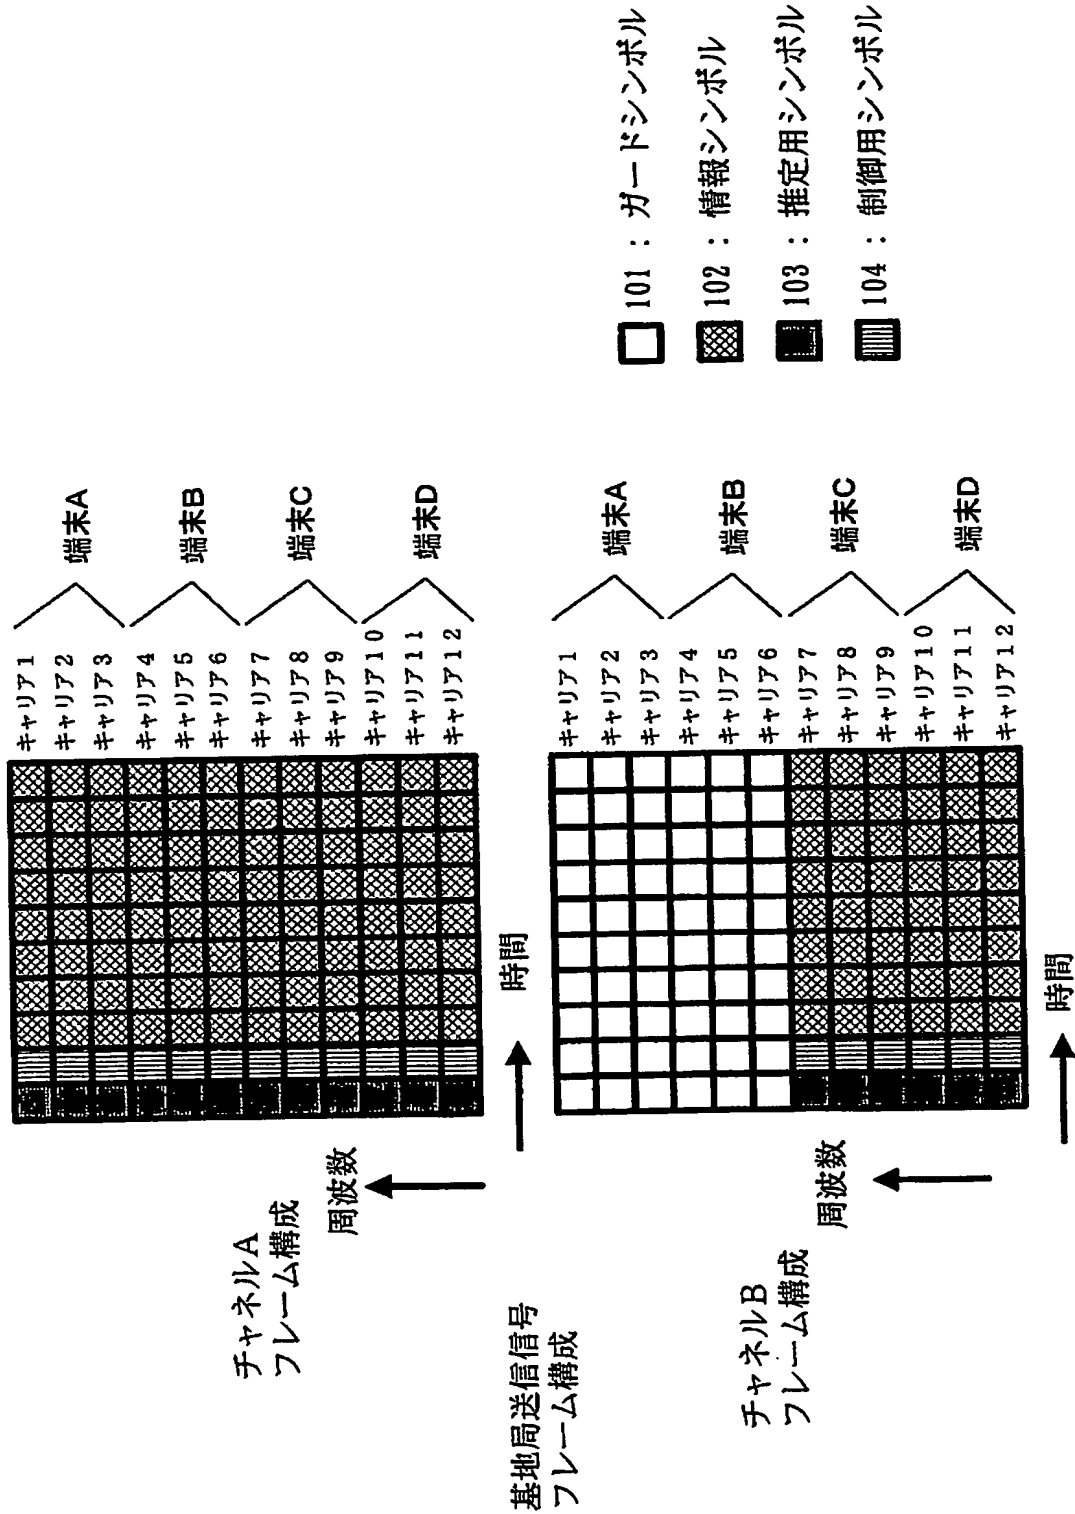 基地局送信信号
フレーム構成
チャネルA
フレーム構成
周波数
時間
キャリア1
キャリア2
キャリア3
キャリア4
キャリア5
キャリア6
キャリア7
キャリア8
キャリア9
キャリア10
キャリア11
キャリア12
端末A
端末B
端末C
端末D
チャネルB
フレーム構成
周波数
時間
キャリア1
キャリア2
キャリア3
キャリア4
キャリア5
キャリア6
キャリア7
キャリア8
キャリア9
キャリア10
キャリア11
キャリア12
端末A
端末B
端末C
端末D
101 : ガードシンボル
102 : 情報シンボル
103 : 推定用シンボル
104 : 制御用シンボル